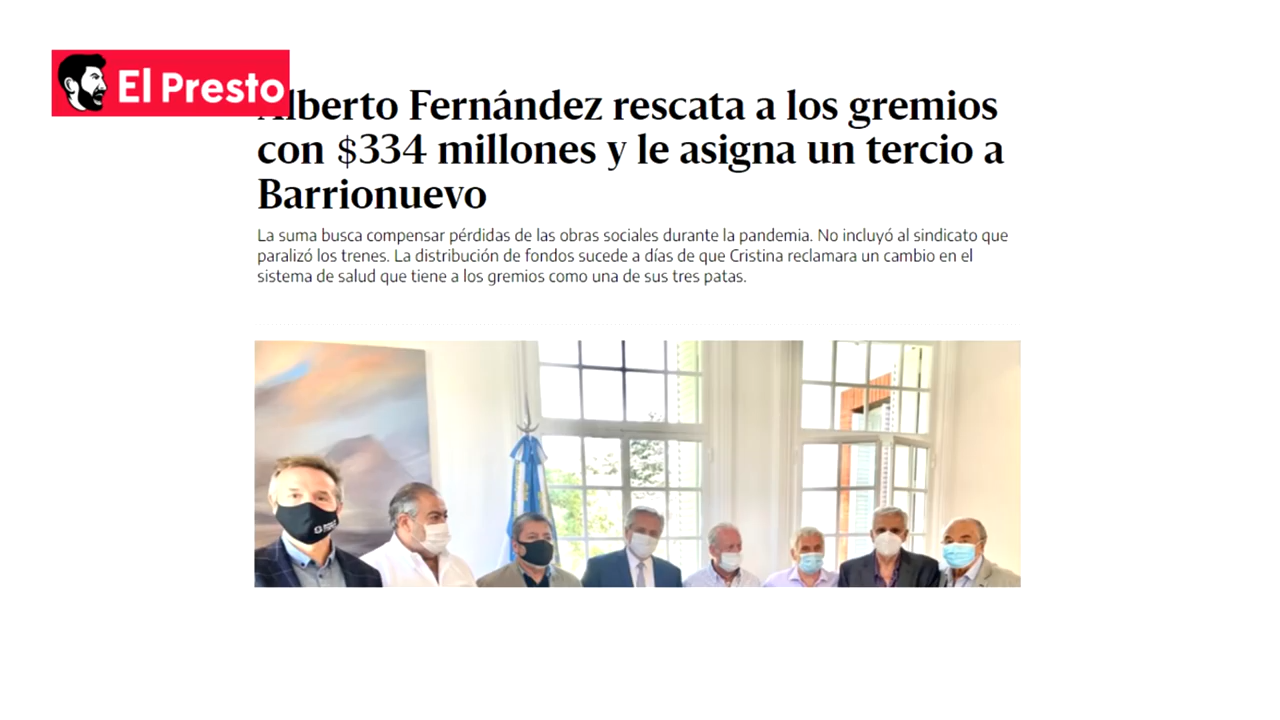 El Presto
lberto Fernández rescata a los gremios
con $334 millones y le asigna un tercio a
Barrionuevo
La suma busca compensar pérdidas de las obras sociales durante la pandemia. No incluyó al sindicato que
paralizó los trenes. La distribución de fondos sucede a días de que Cristina reclamara un cambio en el
sistema de salud que tiene a los gremios como una de sus tres patas.